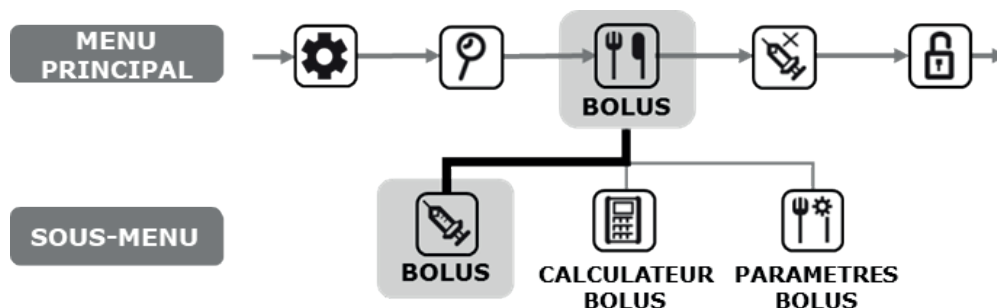 MENU
PRINCIPAL
BOLUS
SOUS-MENU
BOLUS
CALCULATEUR
BOLUS
PARAMETRES
BOLUS